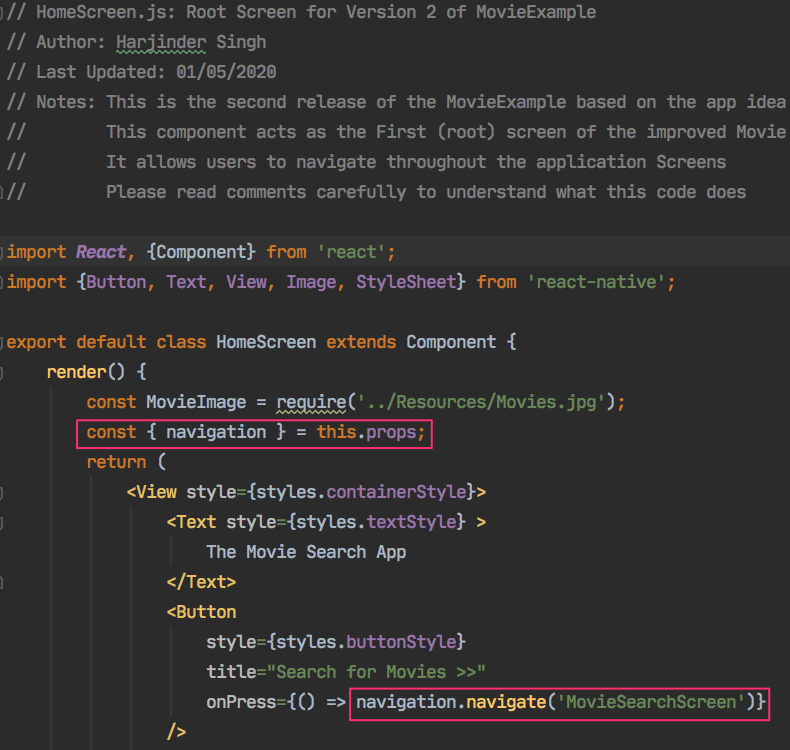 // HomeScreen.js: Root Screen for Version 2 of MovieExample
// Author: Harjinder Singh
// Last Updated: 01/05/2020
// Notes: This is the second release of the MovieExample based on the app idea
//        This component acts as the First (root) screen of the improved Movie
//        It allows users to navigate throughout the application Screens
//        Please read comments carefully to understand what this code does
import React, {Component} from 'react';
import {Button, Text, View, Image, StyleSheet} from 'react-native';
export default class HomeScreen extends Component {
    render() {
        const MovieImage = require('../Resources/Movies.jpg');
        const { navigation } = this.props;
        return (
            <View style={styles.containerStyle}>
                <Text style={styles.textStyle} >
                    The Movie Search App
                </Text>
                <Button
                    style={styles.buttonStyle}
                    title="Search for Movies >>"
                    onPress={() => navigation.navigate('MovieSearchScreen')}
                />